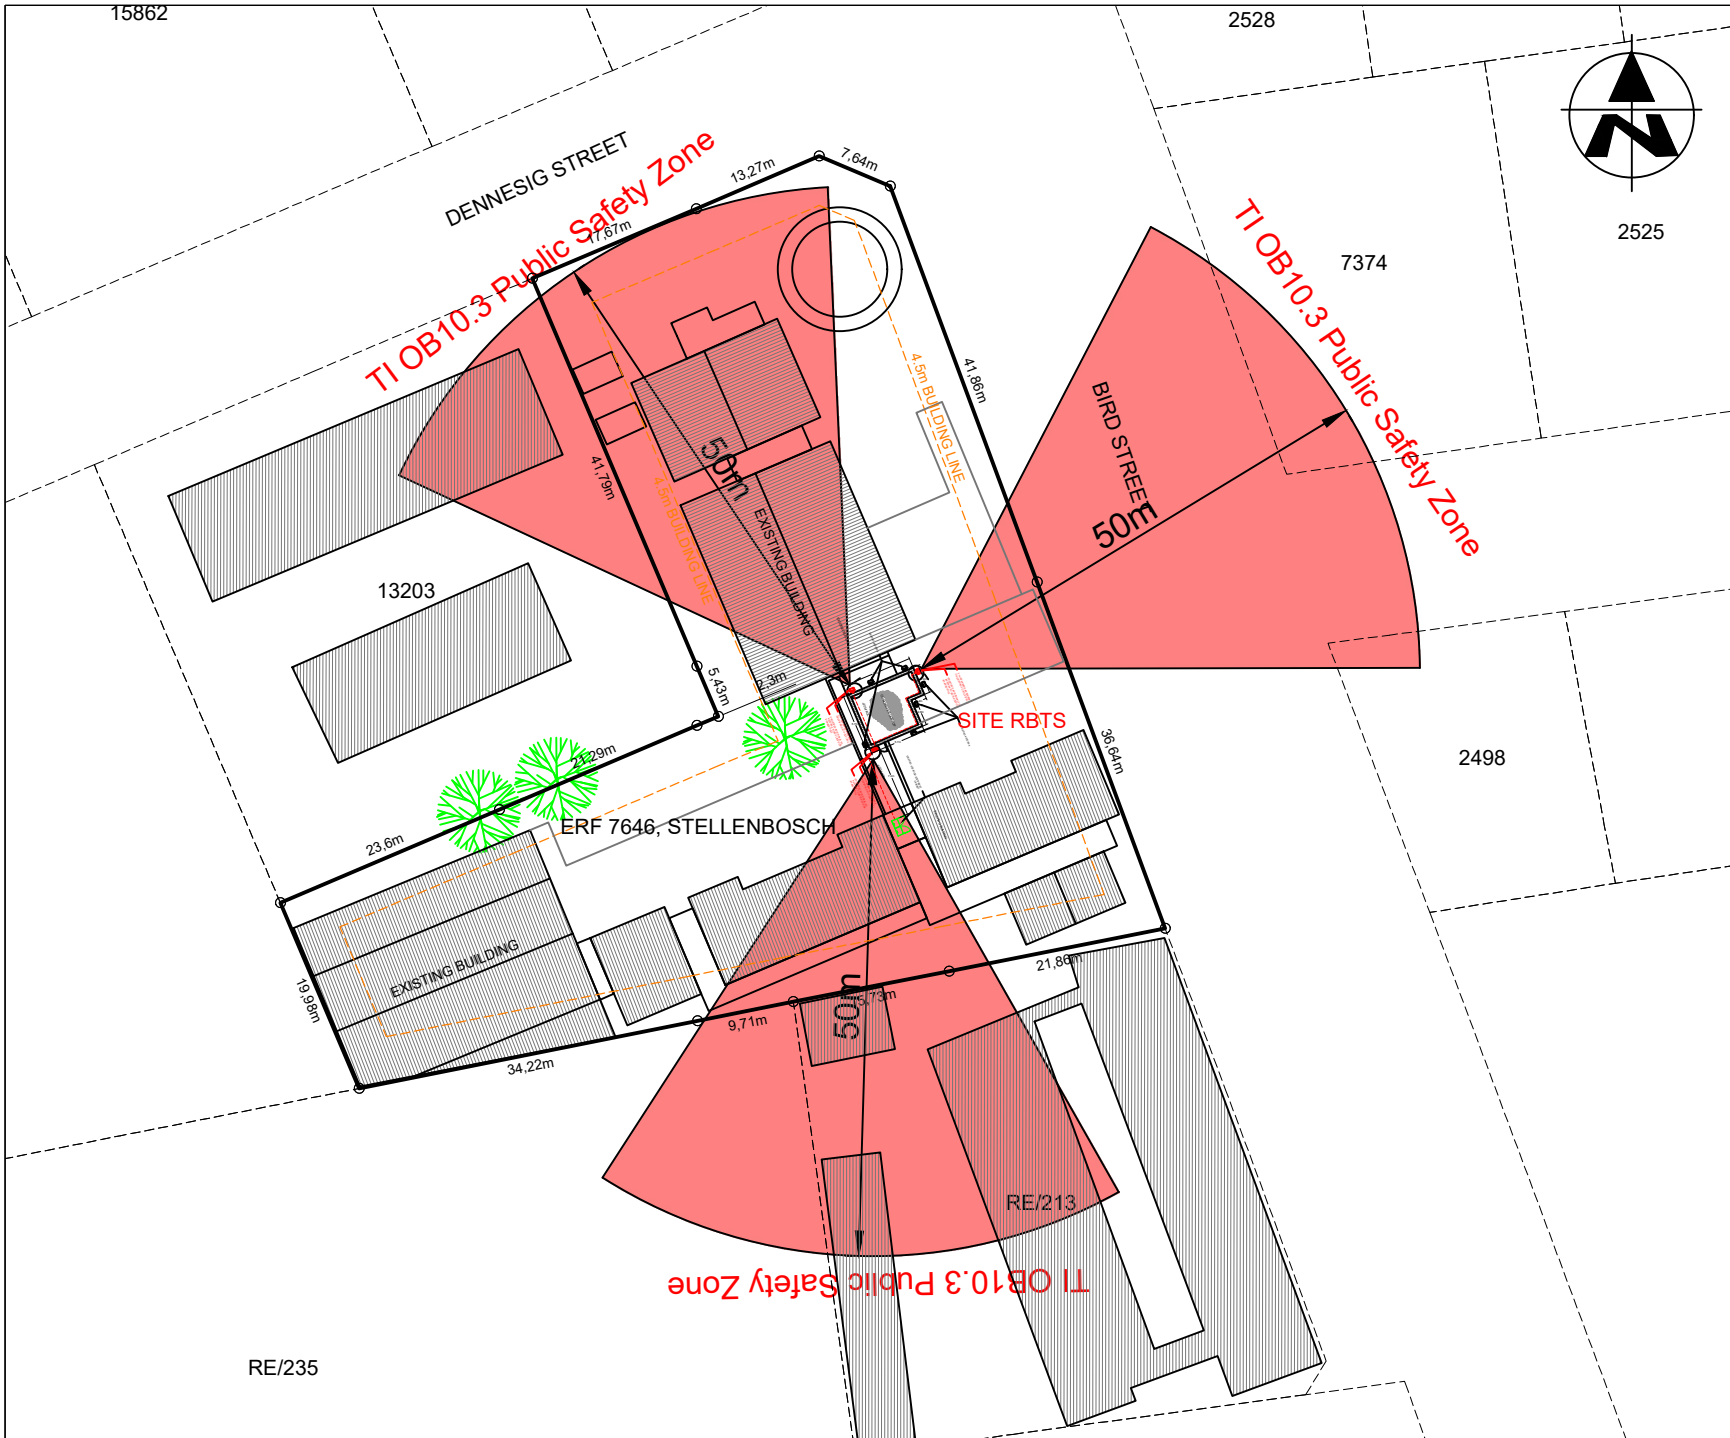 15862
2528
N
DENNESIG STREET
TI OB10.3 Public Safety Zone
13,27m
7,64m
17,67m
TI OB10.3 Public Safety Zone
2525
7374
41,86m
4.5m BUILDING LINE
BIRD STREET
50m
50m
41,79m
4.5m BUILDING LINE
EXISTING BUILDING
13203
5,43m
2,3m
SITE RBTS
21,29m
36,64m
2498
ERF 7646, STELLENBOSCH
23,6m
EXISTING BUILDING
19,98m
50m
21,86m
9,71m
34,22m
RE/213
TI OB10.3 Public Safety Zone
RE/235